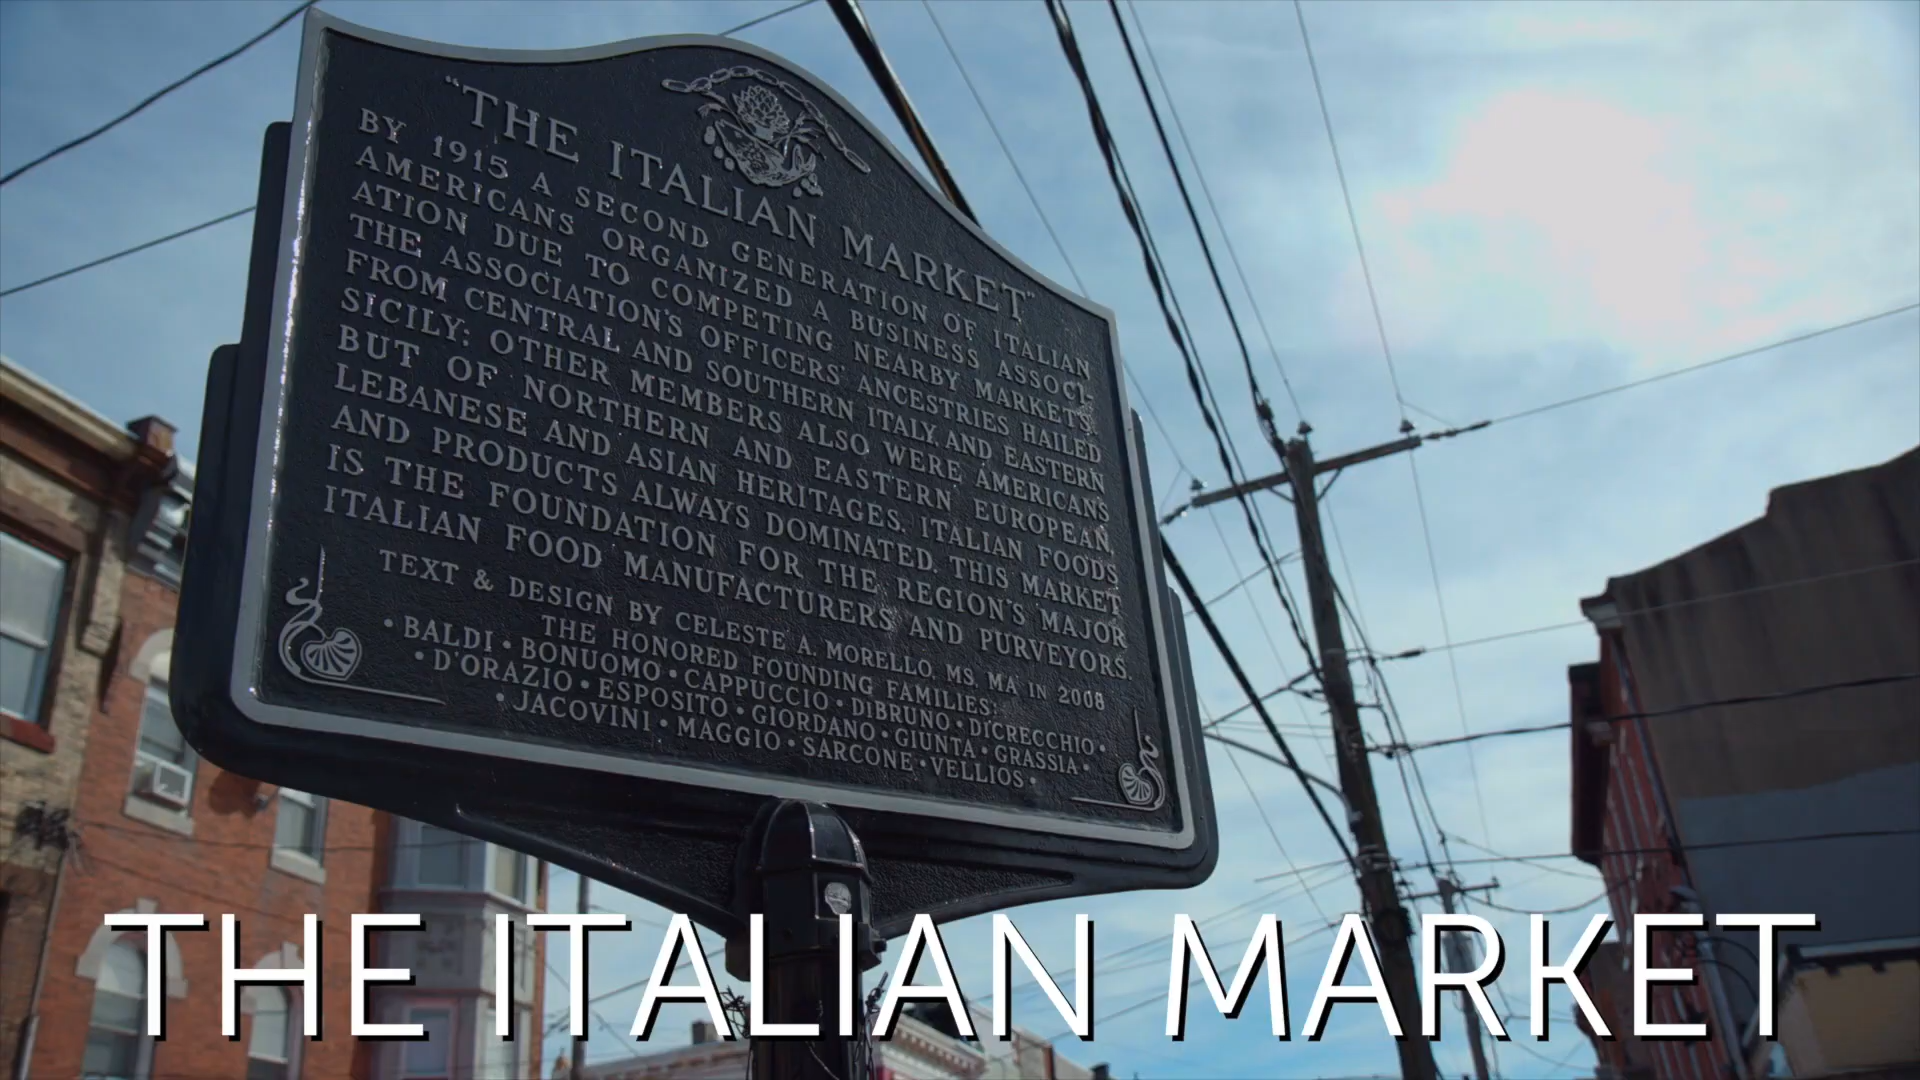 "THE ITALIAN MARKET"
BY 1915 A SECOND GENERATION OF ITALIAN
AMERICANS ORGANIZED A BUSINESS ASSOCI-
ATION DUE TO COMPETING NEARBY MARKETS.
THE ASSOCIATION'S OFFICERS' ANCESTRIES HAILED
FROM CENTRAL AND SOUTHERN ITALY, AND EASTERN
SICILY: OTHER MEMBERS ALSO WERE AMERICANS
BUT OF NORTHERN AND EASTERN EUROPEAN,
LEBANESE AND ASIAN HERITAGES. ITALIAN FOODS
AND PRODUCTS ALWAYS DOMINATED. THIS MARKET
IS THE FOUNDATION FOR THE REGION'S MAJOR
ITALIAN FOOD MANUFACTURERS AND PURVEYORS.
TEXT & DESIGN BY CELESTE A. MORELLO, MS, MA IN 2008
THE HONORED FOUNDING FAMILIES:
• BALDI • BONUOMO • CAPPUCCIO • DIBRUNO • DICRECCHIO •
• D'ORAZIO • ESPOSITO • GIORDANO • GIUNTA • GRASSIA •
• JACOVINI • MAGGIO • SARCONE • VELLIOS •
THE ITALIAN MARKET